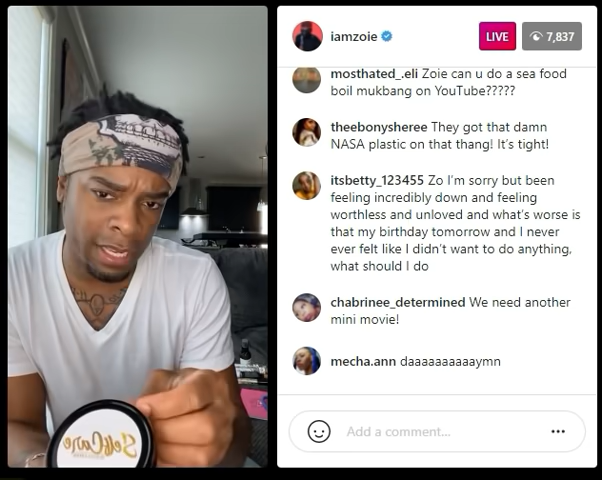 iamzoie
LIVE
7,837
mosthated_.eli Zoie can u do a sea food
boil mukbang on YouTube?????
theebonysheree They got that damn
NASA plastic on that thang! It's tight!
itsbetty_123455 Zo I'm sorry but been
feeling incredibly down and feeling
worthless and unloved and what's worse is
that my birthday tomorrow and I never
ever felt like I didn't want to do anything,
what should I do
chabrinee_determined We need another
mini movie!
mecha.ann daaaaaaaaaaymn
Add a comment...
Self Care